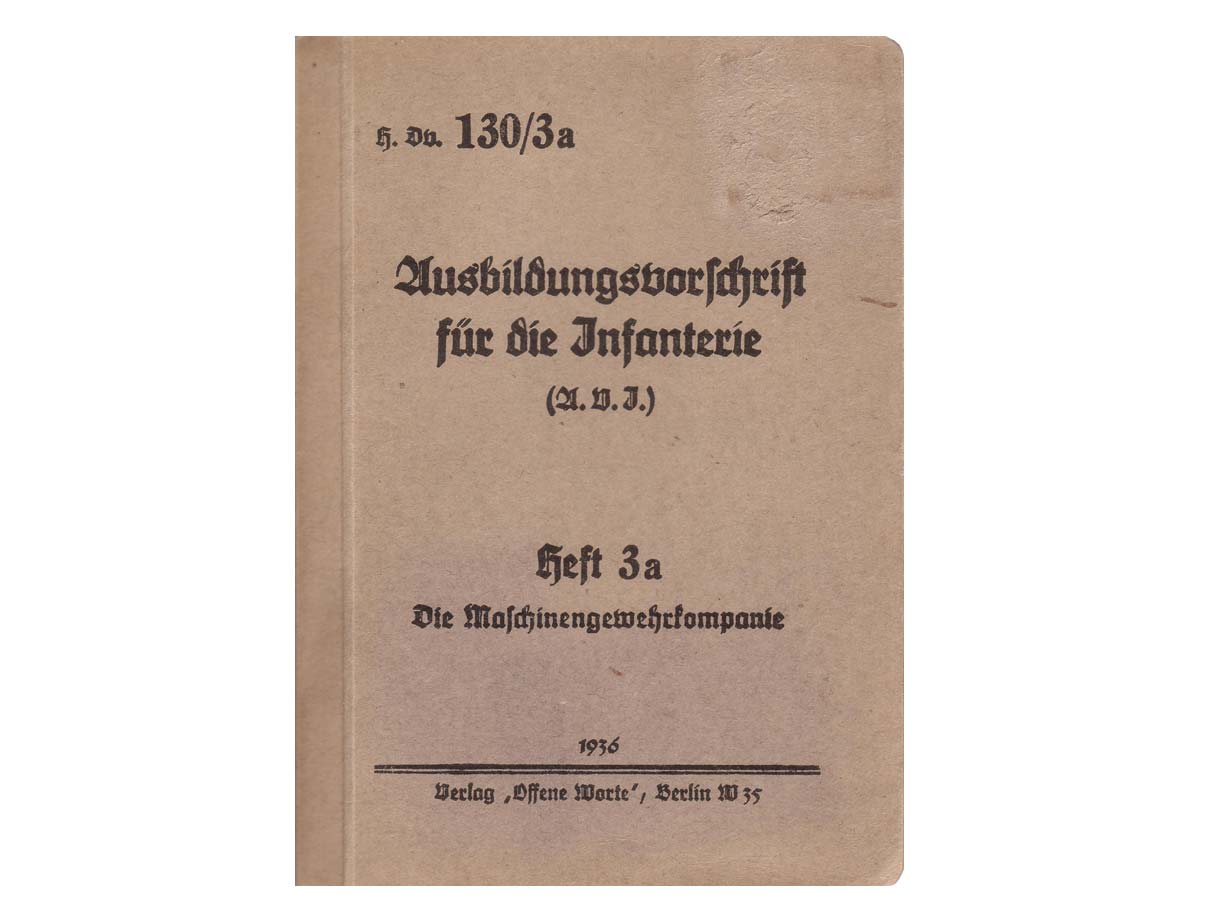 H. Dv. 130/3a
Ausbildungsvorschrift
für die Infanterie
(A. V. I.)
Heft 3a
Die Maschinengewehrkompanie
1936
Verlag „Offene Worte“, Berlin W 35